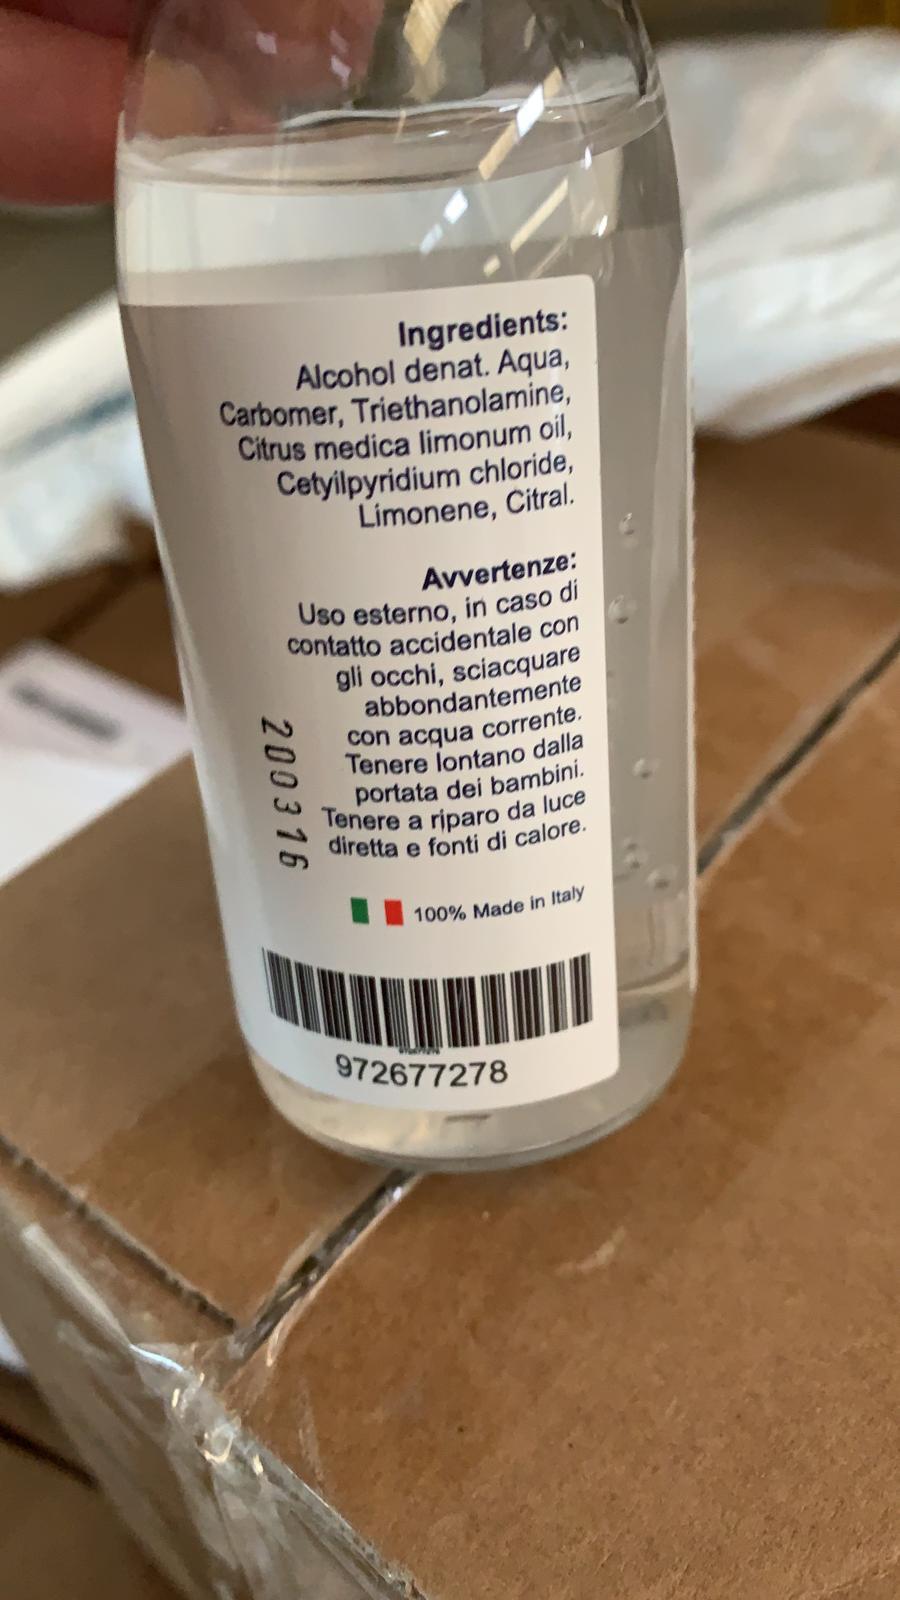 Ingredients:
Alcohol denat. Aqua,
Carbomer, Triethanolamine,
Citrus medica limonum oil,
Cetyilpyridium chloride,
Limonene, Citral.
Avvertenze:
Uso esterno, in caso di
contatto accidentale con
gli occhi, sciacquare
abbondantemente
con acqua corrente.
Tenere lontano dalla
portata dei bambini.
Tenere a riparo da luce
diretta e fonti di calore.
200316
100% Made in Italy
972677278